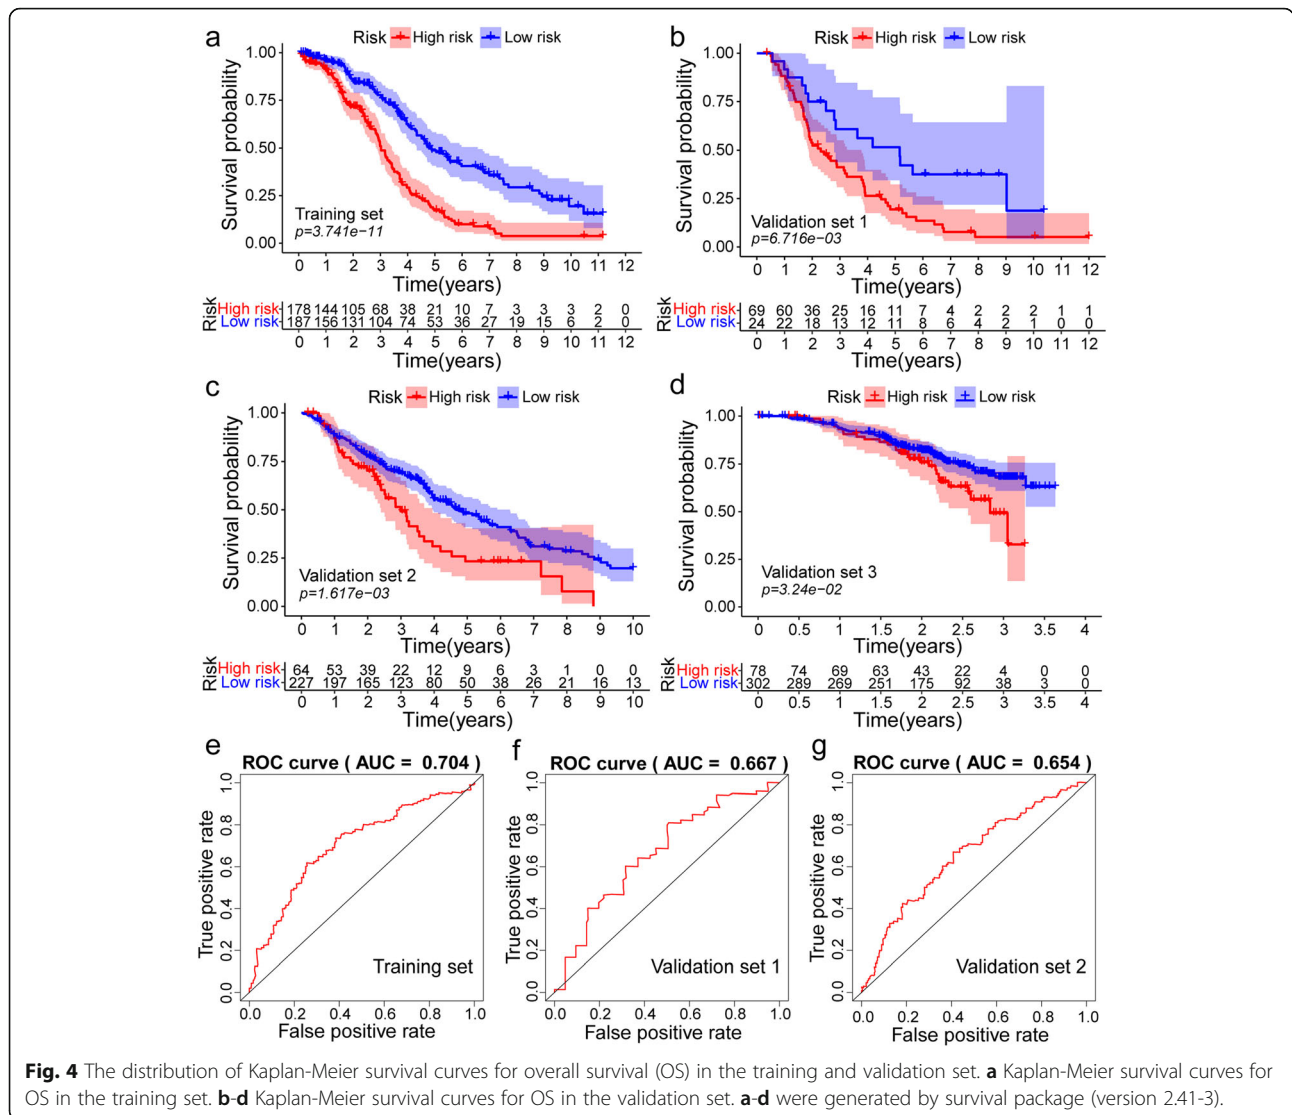 a
Risk High risk Low risk
Survival probability
1.00
0.75
0.50
0.25
0.00
Training set
p=3.741e−11
0 1 2 3 4 5 6 7 8 9 10 11 12
Time(years)
Risk
High risk 178 144 105 68 38 21 10 7 3 3 3 2 0
Low risk 187 156 131 104 74 53 36 27 19 15 6 2 0
0 1 2 3 4 5 6 7 8 9 10 11 12
Time(years)
b
Risk High risk Low risk
Survival probability
1.00
0.75
0.50
0.25
0.00
Validation set 1
p=6.716e−03
0 1 2 3 4 5 6 7 8 9 10 11 12
Time(years)
Risk
High risk 69 60 36 25 16 11 7 4 2 2 2 1 1
Low risk 24 22 18 13 12 11 8 6 4 2 1 0 0
0 1 2 3 4 5 6 7 8 9 10 11 12
Time(years)
c
Risk High risk Low risk
Survival probability
1.00
0.75
0.50
0.25
0.00
Validation set 2
p=1.617e−03
0 1 2 3 4 5 6 7 8 9 10
Time(years)
Risk
High risk 64 53 39 22 12 9 6 3 1 0 0
Low risk 227 197 165 123 80 50 38 26 21 16 13
0 1 2 3 4 5 6 7 8 9 10
Time(years)
d
Risk High risk Low risk
Survival probability
1.00
0.75
0.50
0.25
0.00
Validation set 3
p=3.24e−02
0 0.5 1 1.5 2 2.5 3 3.5 4
Time(years)
Risk
High risk 78 74 69 63 43 22 4 0 0
Low risk 302 289 269 251 175 92 38 3 0
0 0.5 1 1.5 2 2.5 3 3.5 4
Time(years)
e
ROC curve ( AUC = 0.704 )
True positive rate
1.0
0.8
0.6
0.4
0.2
0.0
Training set
0.0 0.2 0.4 0.6 0.8 1.0
False positive rate
f
ROC curve ( AUC = 0.667 )
True positive rate
1.0
0.8
0.6
0.4
0.2
0.0
Validation set 1
0.0 0.2 0.4 0.6 0.8 1.0
False positive rate
g
ROC curve ( AUC = 0.654 )
True positive rate
1.0
0.8
0.6
0.4
0.2
0.0
Validation set 2
0.0 0.2 0.4 0.6 0.8 1.0
False positive rate
Fig. 4 The distribution of Kaplan-Meier survival curves for overall survival (OS) in the training and validation set. a Kaplan-Meier survival curves for
OS in the training set. b-d Kaplan-Meier survival curves for OS in the validation set. a-d were generated by survival package (version 2.41-3).